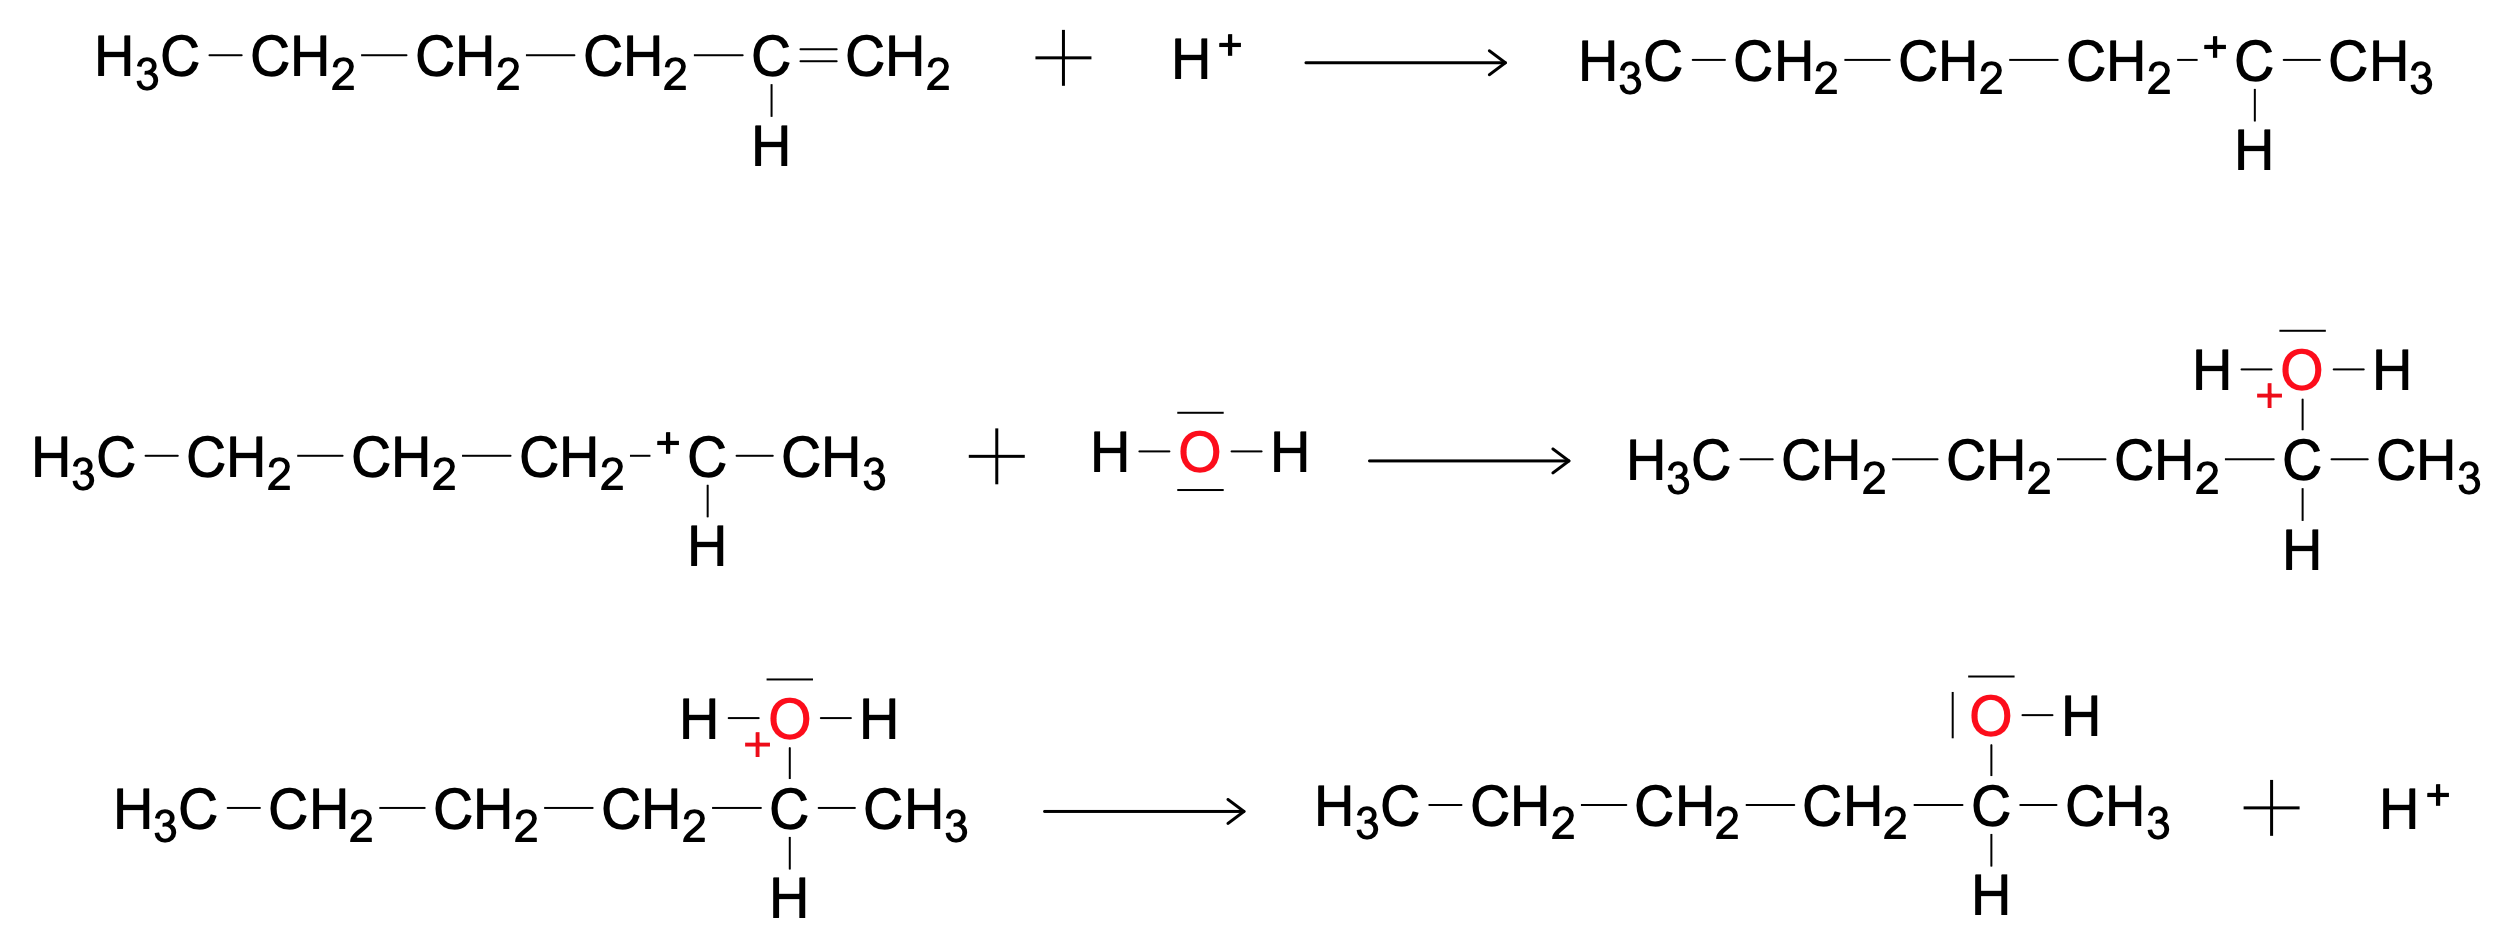 H₃C—CH₂—CH₂—CH₂—C=CH₂ + H⁺ → H₃C—CH₂—CH₂—CH₂—⁺C—CH₃
H H
H—O—H
H₃C—CH₂—CH₂—CH₂—⁺C—CH₃ + H—O—H → H₃C—CH₂—CH₂—CH₂—C—CH₃
+
H H
H—O—H O—H
+
H₃C—CH₂—CH₂—CH₂—C—CH₃ → H₃C—CH₂—CH₂—CH₂—C—CH₃ + H⁺
H H